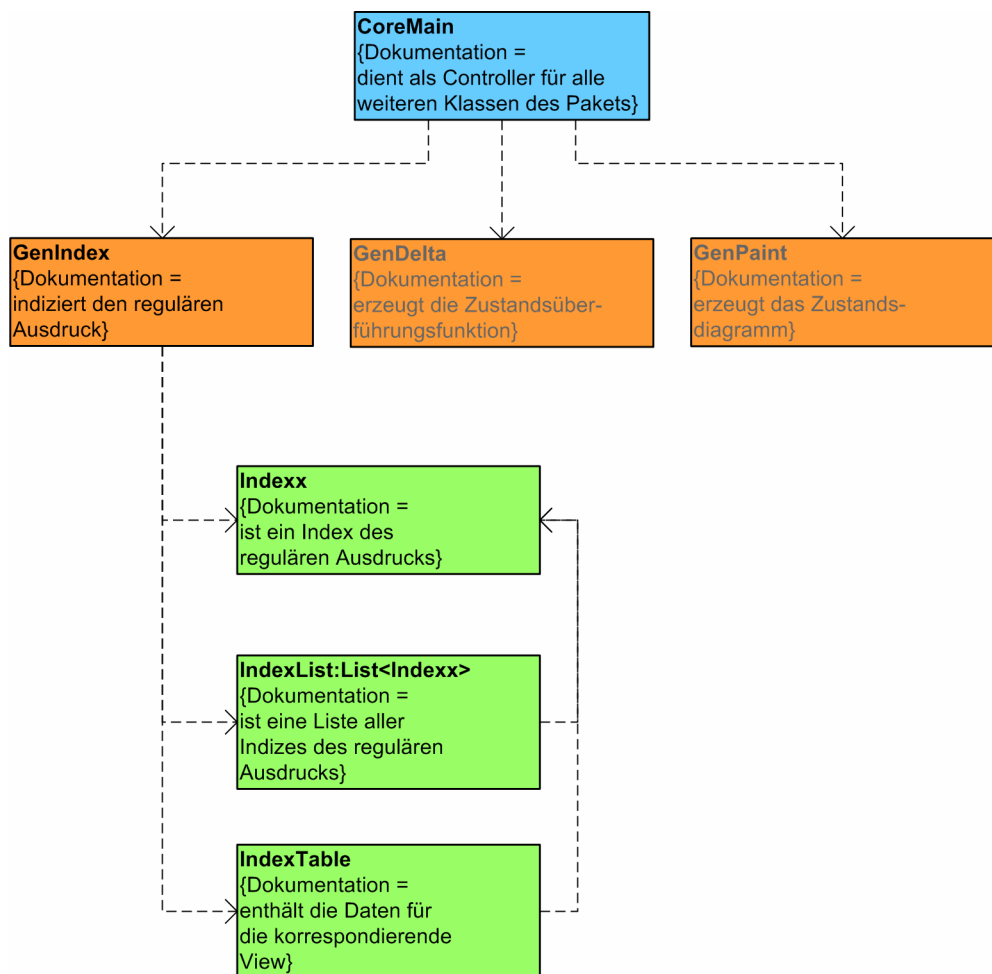 CoreMain
{Dokumentation =
dient als Controller für alle
weiteren Klassen des Pakets}
GenIndex
{Dokumentation =
indiziert den regulären
Ausdruck}
GenDelta
{Dokumentation =
erzeugt die Zustandsüber-
führungsfunktion}
GenPaint
{Dokumentation =
erzeugt das Zustands-
diagramm}
Indexx
{Dokumentation =
ist ein Index des
regulären Ausdrucks}
IndexList:List<Indexx>
{Dokumentation =
ist eine Liste aller
Indizes des regulären
Ausdrucks}
IndexTable
{Dokumentation =
enthält die Daten für
die korrespondierende
View}